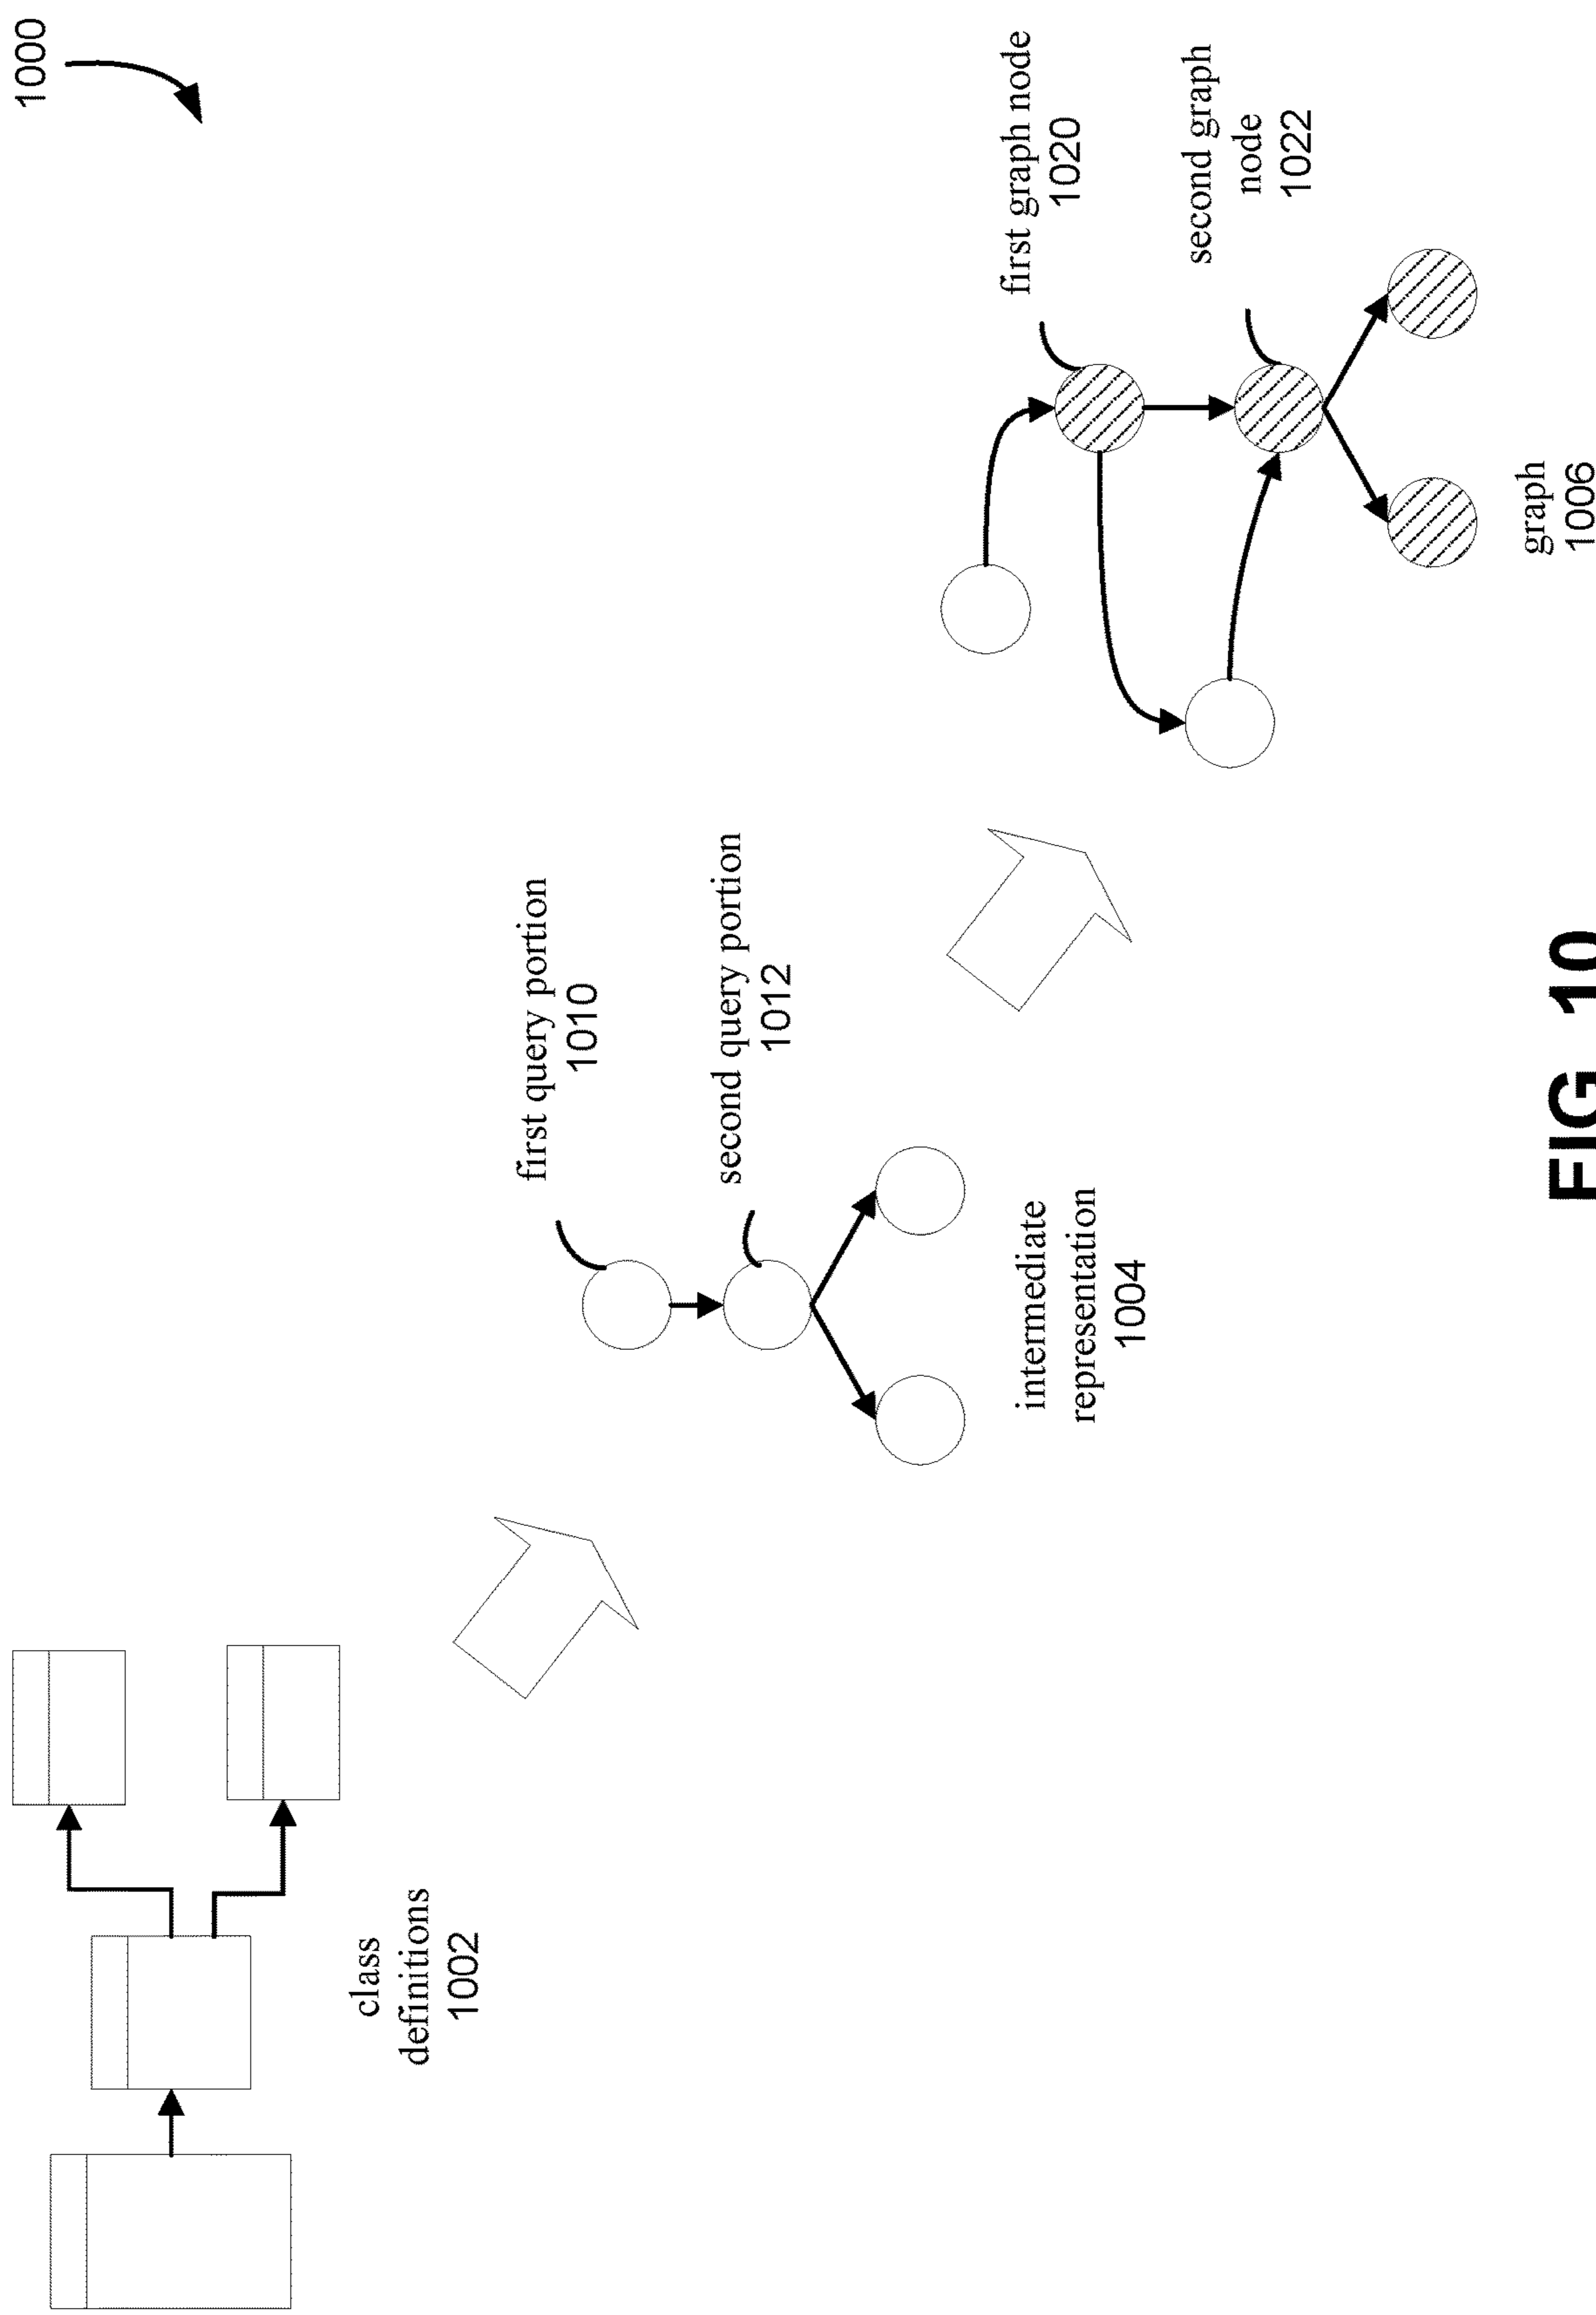 1000
class
definitions
1002
first query portion
1010
second query portion
1012
intermediate
representation
1004
first graph node
1020
second graph
node
1022
graph
1006
FIG. 10